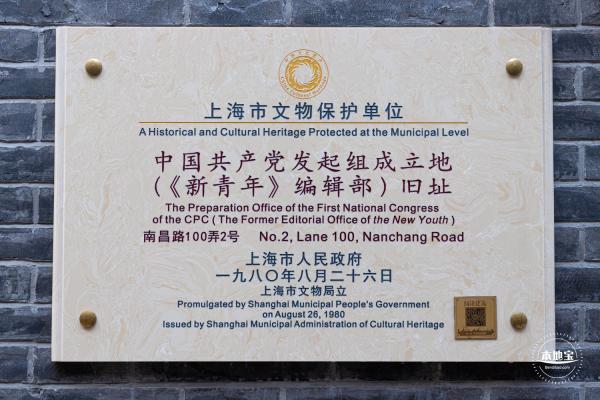 上海市文物保护单位
A Historical and Cultural Heritage Protected at the Municipal Level
中国共产党发起组成立地
(《新青年》编辑部)旧址
The Preparation Office of the First National Congress
of the CPC ( The Former Editorial Office of the New Youth )
南昌路100弄2号 No.2, Lane 100, Nanchang Road
上海市人民政府
一九八〇年八月二十六日
上海市文物局立
Promulgated by Shanghai Municipal People's Government
on August 26, 1980
Issued by Shanghai Municipal Administration of Cultural Heritage
本地宝